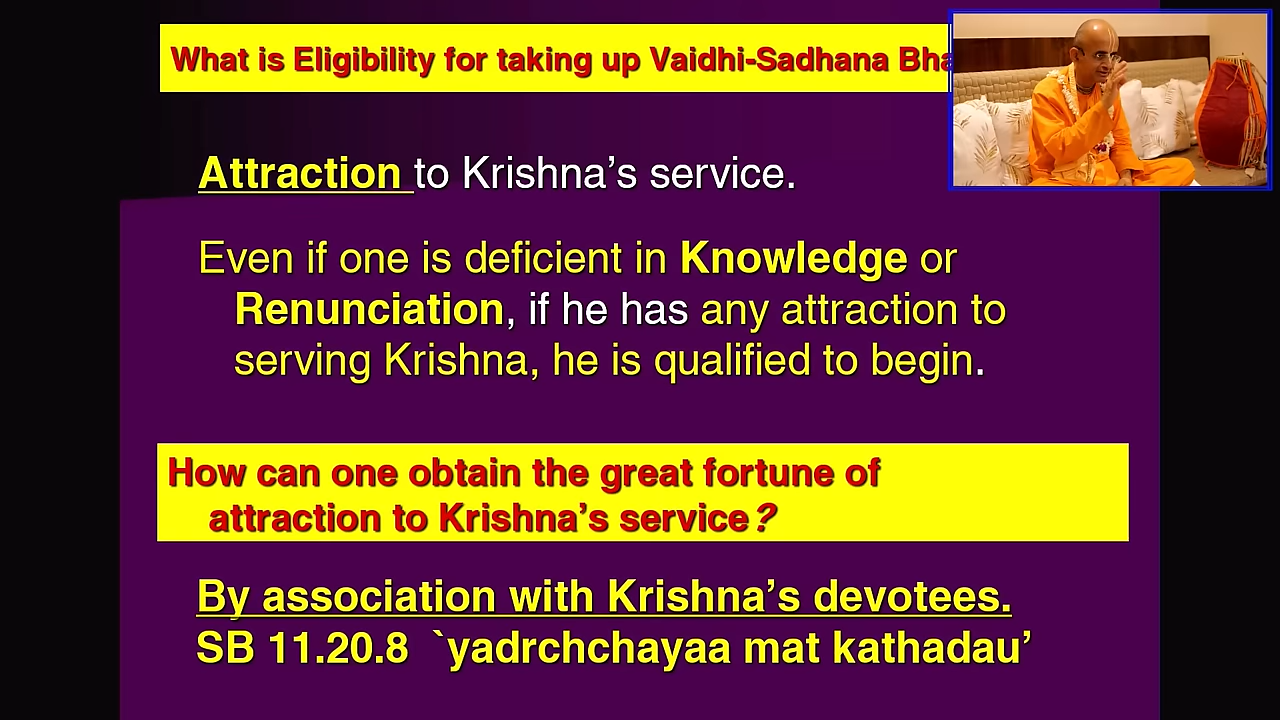 What is Eligibility for taking up Vaidhi-Sadhana
Attraction to Krishna’s service.
Even if one is deficient in Knowledge or
Renunciation, if he has any attraction to
serving Krishna, he is qualified to begin.
How can one obtain the great fortune of
attraction to Krishna’s service?
By association with Krishna’s devotees.
SB 11.20.8 `yadrchchayaa mat kathadau’